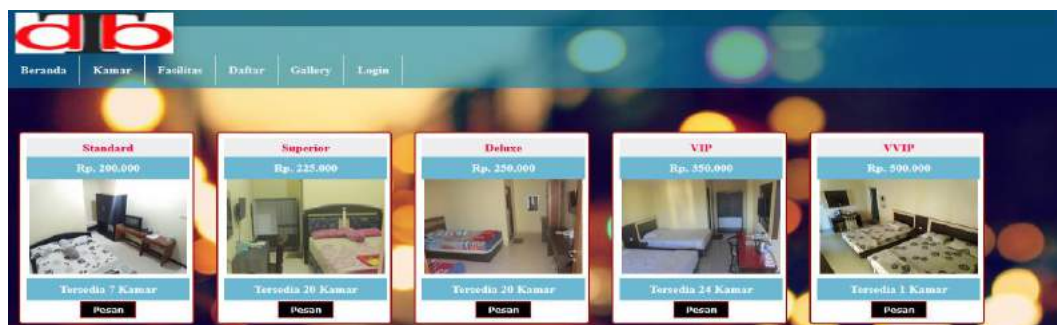 dTb
Beranda Kamar Fasilitas Daftar Gallery Login
Standard Superior Deluxe VIP VVIP
Rp. 200.000 Rp. 225.000 Rp. 250.000 Rp. 350.000 Rp. 500.000
Tersedia 7 Kamar Tersedia 20 Kamar Tersedia 20 Kamar Tersedia 24 Kamar Tersedia 1 Kamar
Pesan Pesan Pesan Pesan Pesan